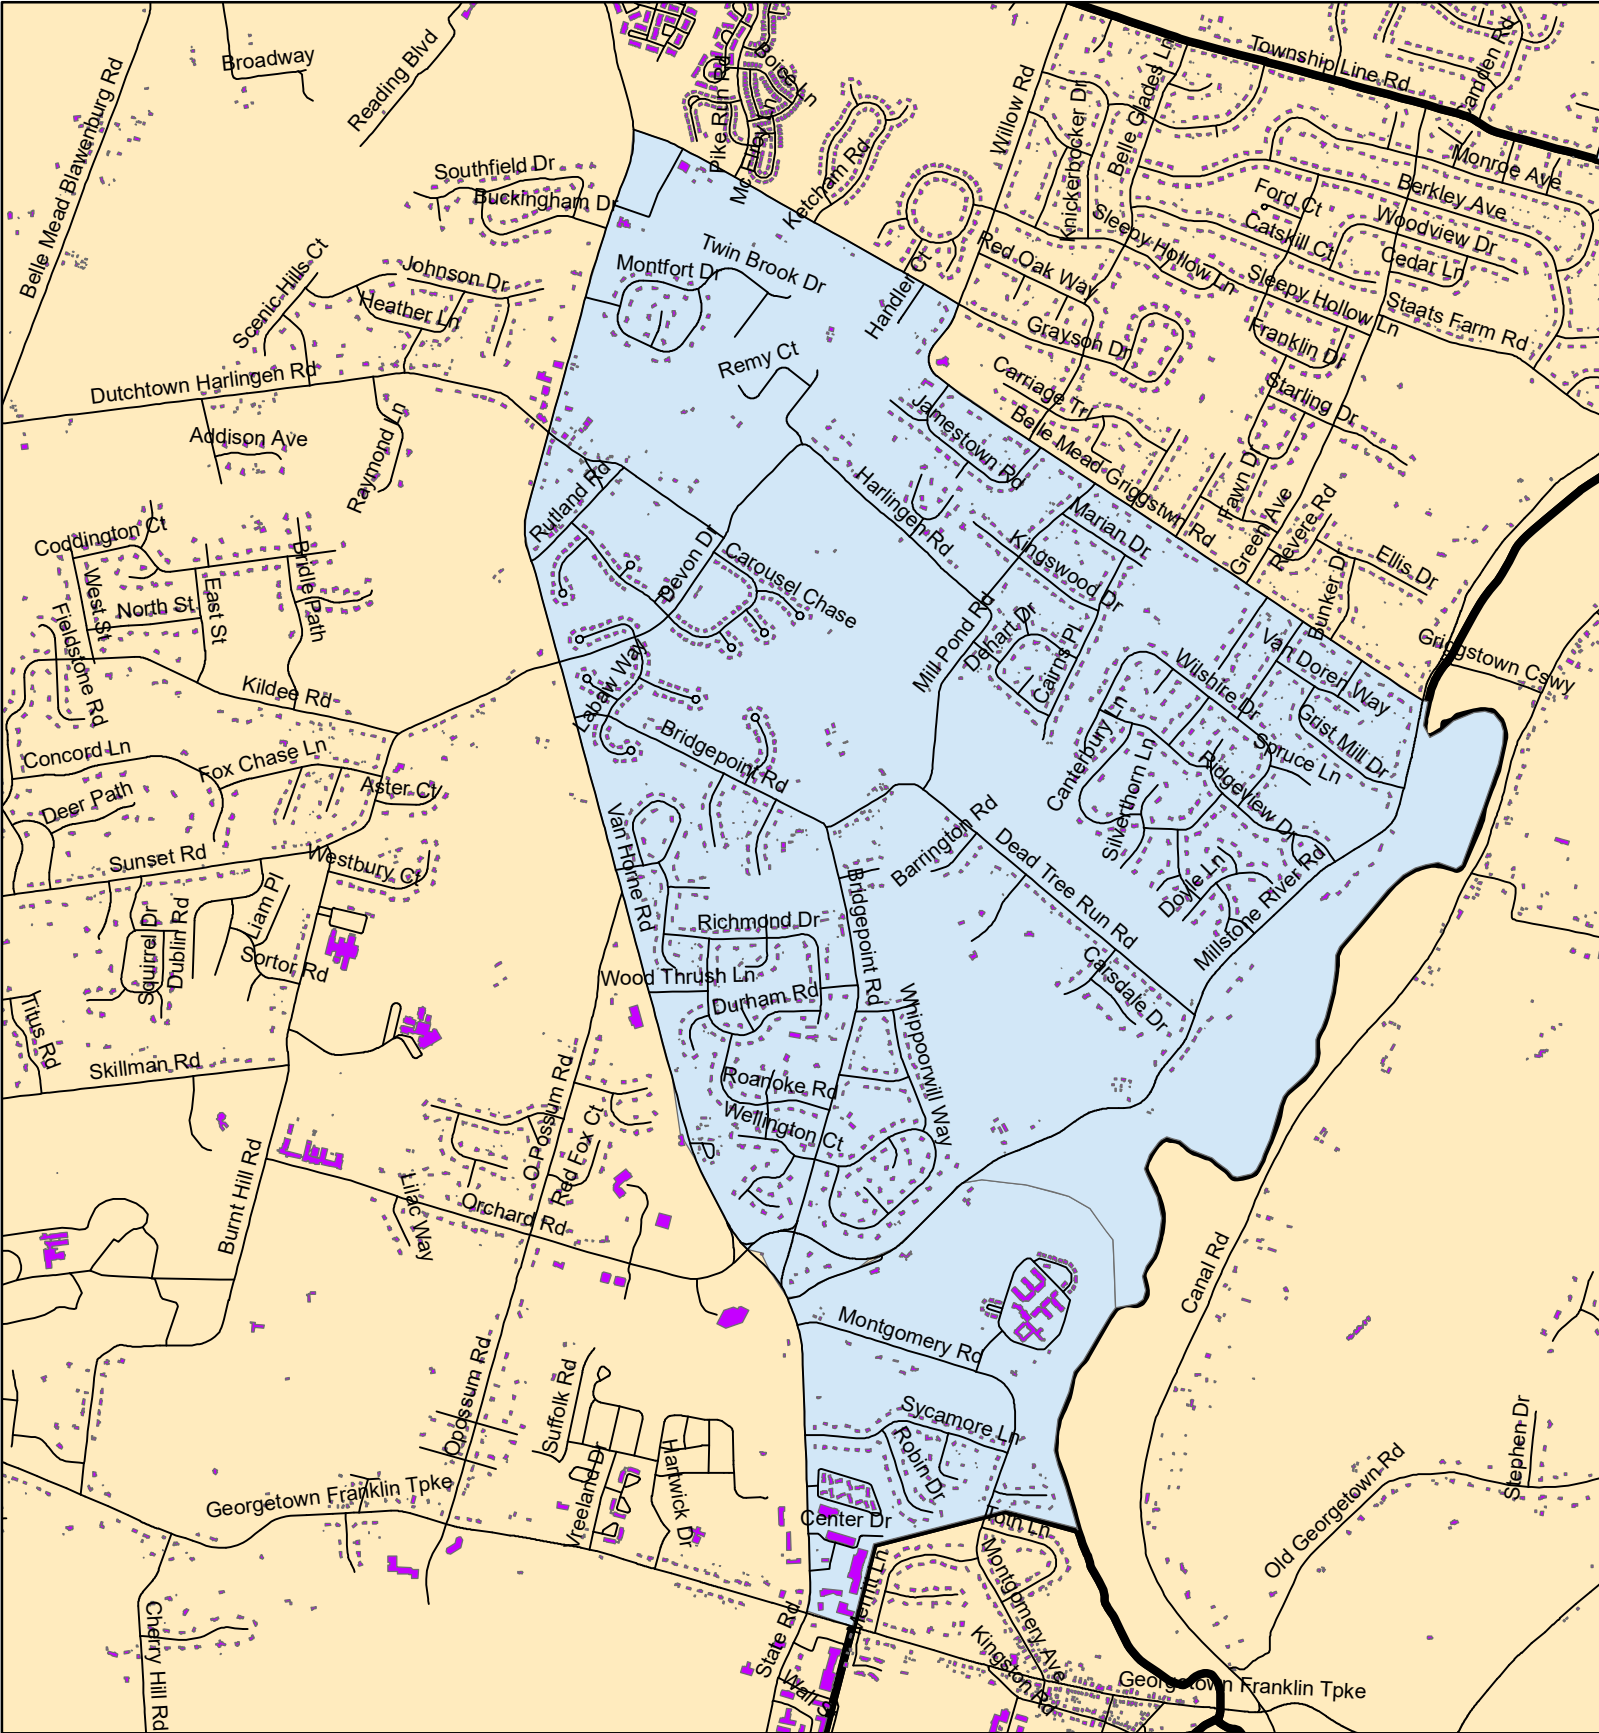 Broadway
Reading Blvd
Belle Mead Blawenburg Rd
Pike Run Rd
Boice Ln
Willow Rd
Knickerbocker Dr
Belle Glades Ln
Township Line Rd
Camden Rd
Monroe Ave
Berkley Ave
Ford Ct
Woodview Dr
Catskill Ct
Cedar Ln
Ketcham Rd
Southfield Dr
Buckingham Dr
Scenic Hills Ct
Johnson Dr
Heather Ln
Montfort Dr
Twin Brook Dr
Handler Ct
Red Oak Way
Sleepy Hollow Ln
Sleepy Hollow Ln
Staats Farm Rd
Grayson Dr
Franklin Dr
Carriage Trl
Starling Dr
Remy Ct
Dutchtown Harlingen Rd
Addison Ave
Raymond Ln
Jamestown Rd
Belle Mead Griggstwn Rd
Fawn Dr
Green Ave
Revere Rd
Ellis Dr
Bunker Dr
Rutland Rd
Harlingen Rd
Marian Dr
Kingswood Dr
Coddington Ct
West St
North St
East St
Bridle Path
Fieldstone Rd
Devon Dr
Carousel Chase
Mill Pond Rd
Dehart Dr
Cairns Pl
Van Doren Way
Griggstown Cswy
Kildee Rd
Labaw Way
Bridgepoint Rd
Wilshire Dr
Grist Mill Dr
Spruce Ln
Ridgeview Dr
Canterbury Ln
Silverthorn Ln
Concord Ln
Fox Chase Ln
Deer Path
Aster Ct
Sunset Rd
Westbury Ct
Van Horne Rd
Barrington Rd
Dead Tree Run Rd
Doyle Ln
Millstone River Rd
Liam Pl
Squirrel Dr
Dublin Rd
Sortor Rd
Bridgepoint Rd
Richmond Dr
Wood Thrush Ln
Durham Rd
Whippoorwill Way
Carsdale Dr
Titus Rd
Skillman Rd
Roanoke Rd
Wellington Ct
O Possum Rd
Red Fox Ct
Lilac Way
Orchard Rd
Burnt Hill Rd
Canal Rd
Montgomery Rd
Opossum Rd
Suffolk Rd
Sycamore Ln
Robin Dr
Vreeland Dr
Hartwick Dr
Georgetown Franklin Tpke
Center Dr
Toth Ln
Merritt Ln
Montgomery Ave
Old Georgetown Rd
Stephen Dr
Cherry Hill Rd
State Rd
Kingston Rd
Georgetown Franklin Tpke